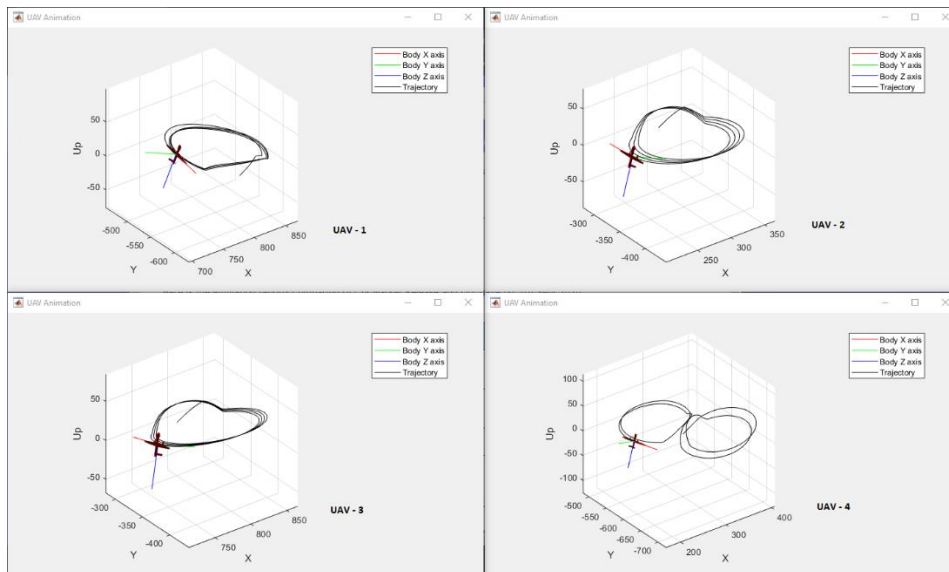 UAV Animation
Body X axis
Body Y axis
Body Z axis
Trajectory
50
0
-50
Up
-500
-550
-600
Y
700
750
800
850
X
UAV - 1
UAV Animation
Body X axis
Body Y axis
Body Z axis
Trajectory
50
0
-50
Up
-300
-350
-400
Y
250
300
350
X
UAV - 2
UAV Animation
Body X axis
Body Y axis
Body Z axis
Trajectory
50
0
-50
Up
-300
-350
-400
Y
750
800
850
X
UAV - 3
UAV Animation
Body X axis
Body Y axis
Body Z axis
Trajectory
100
50
0
-50
-100
Up
-500
-550
-600
-650
-700
Y
200
300
400
X
UAV - 4